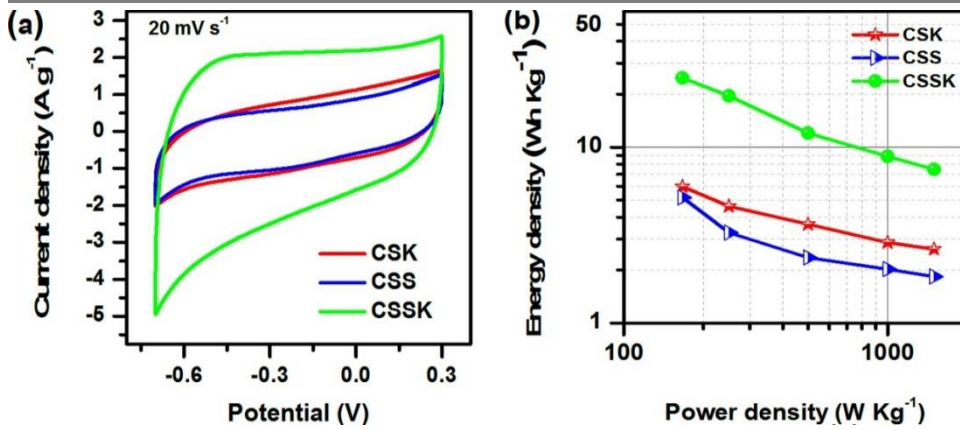 (a)
20 mV s-1
3
2
1
0
-1
-2
-3
-4
-5
Current density (A g-1)
CSK
CSS
CSSK
-0.6
-0.3
0.0
0.3
Potential (V)
(b)
50
10
1
Energy density (Wh Kg-1)
CSK
CSS
CSSK
100
1000
Power density (W Kg-1)